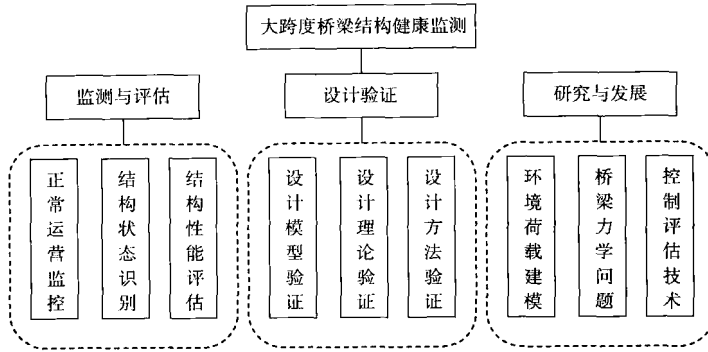 大跨度桥梁结构健康监测
监测与评估
设计验证
研究与发展
正常运营监控
结构状态识别
结构性能评估
设计模型验证
设计理论验证
设计方法验证
环境荷载建模
桥梁力学问题
控制评估技术